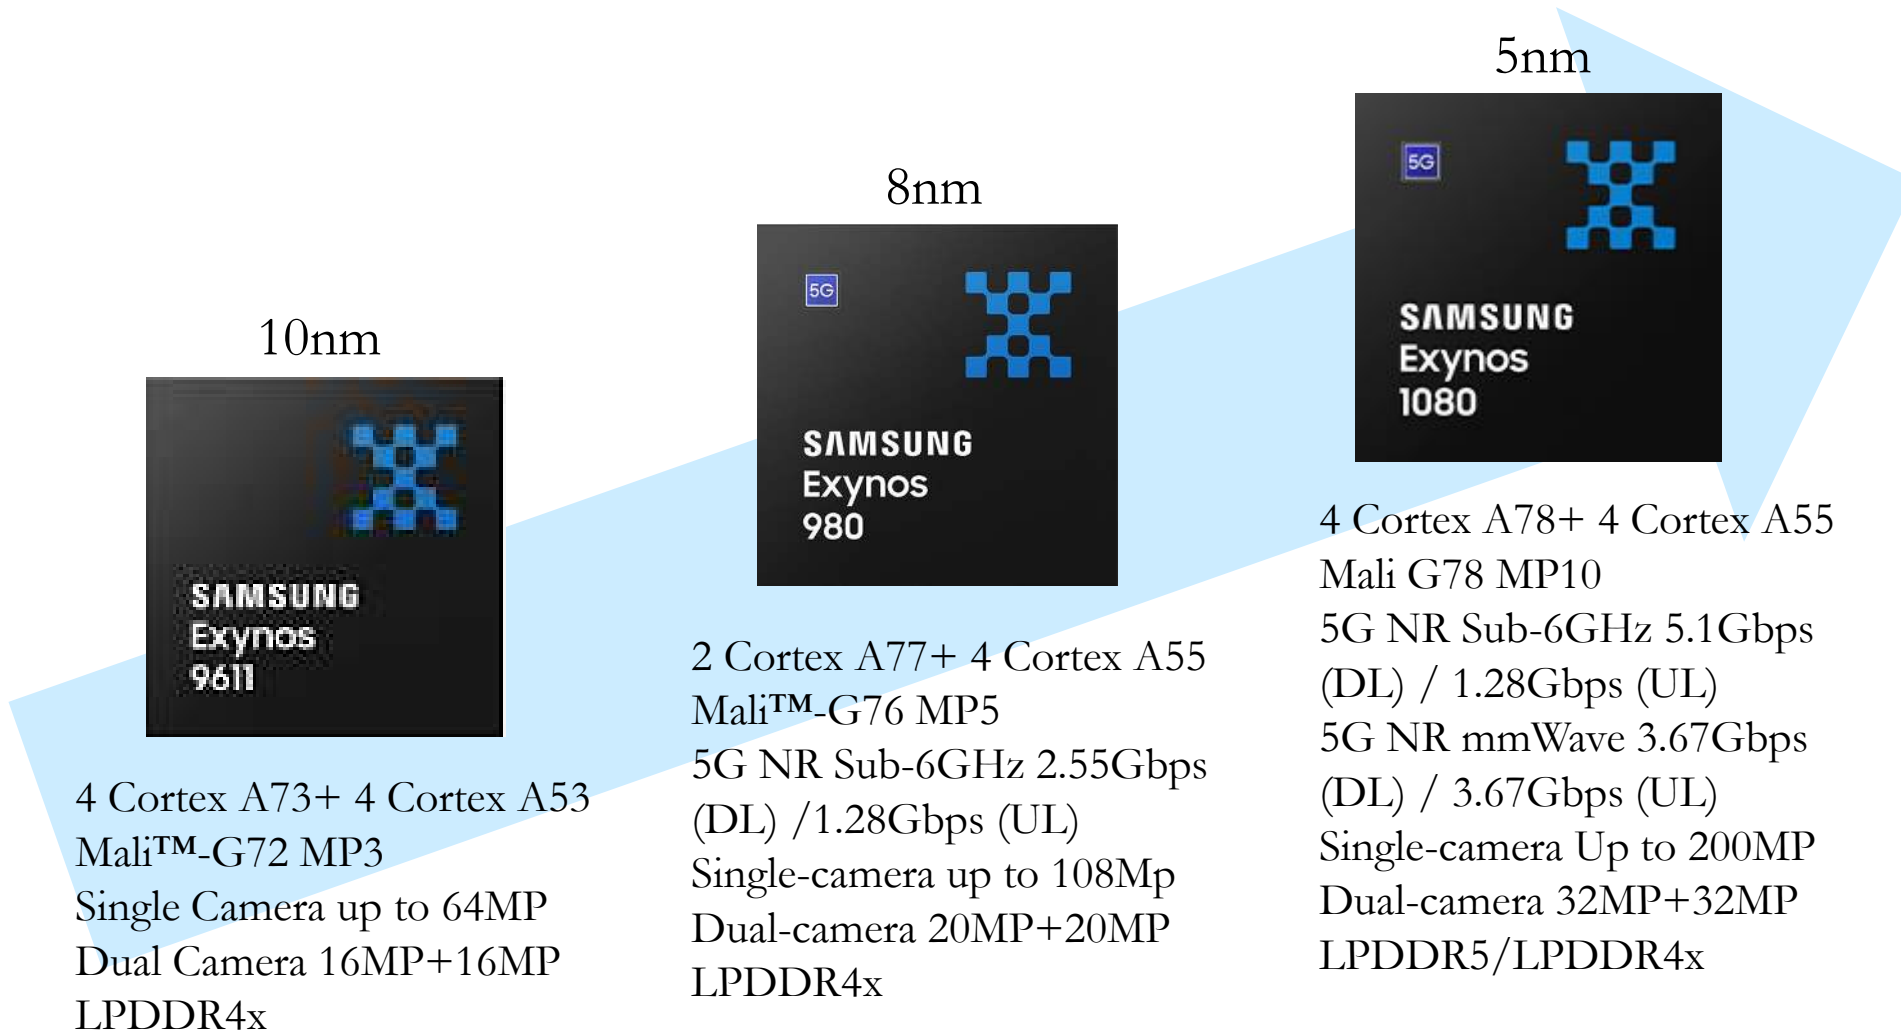 10nm
SAMSUNG
Exynos
9611
4 Cortex A73+ 4 Cortex A53
Mali™-G72 MP3
Single Camera up to 64MP
Dual Camera 16MP+16MP
LPDDR4x
8nm
5G
SAMSUNG
Exynos
980
2 Cortex A77+ 4 Cortex A55
Mali™-G76 MP5
5G NR Sub-6GHz 2.55Gbps
(DL) /1.28Gbps (UL)
Single-camera up to 108Mp
Dual-camera 20MP+20MP
LPDDR4x
5nm
5G
SAMSUNG
Exynos
1080
4 Cortex A78+ 4 Cortex A55
Mali G78 MP10
5G NR Sub-6GHz 5.1Gbps
(DL) / 1.28Gbps (UL)
5G NR mmWave 3.67Gbps
(DL) / 3.67Gbps (UL)
Single-camera Up to 200MP
Dual-camera 32MP+32MP
LPDDR5/LPDDR4x